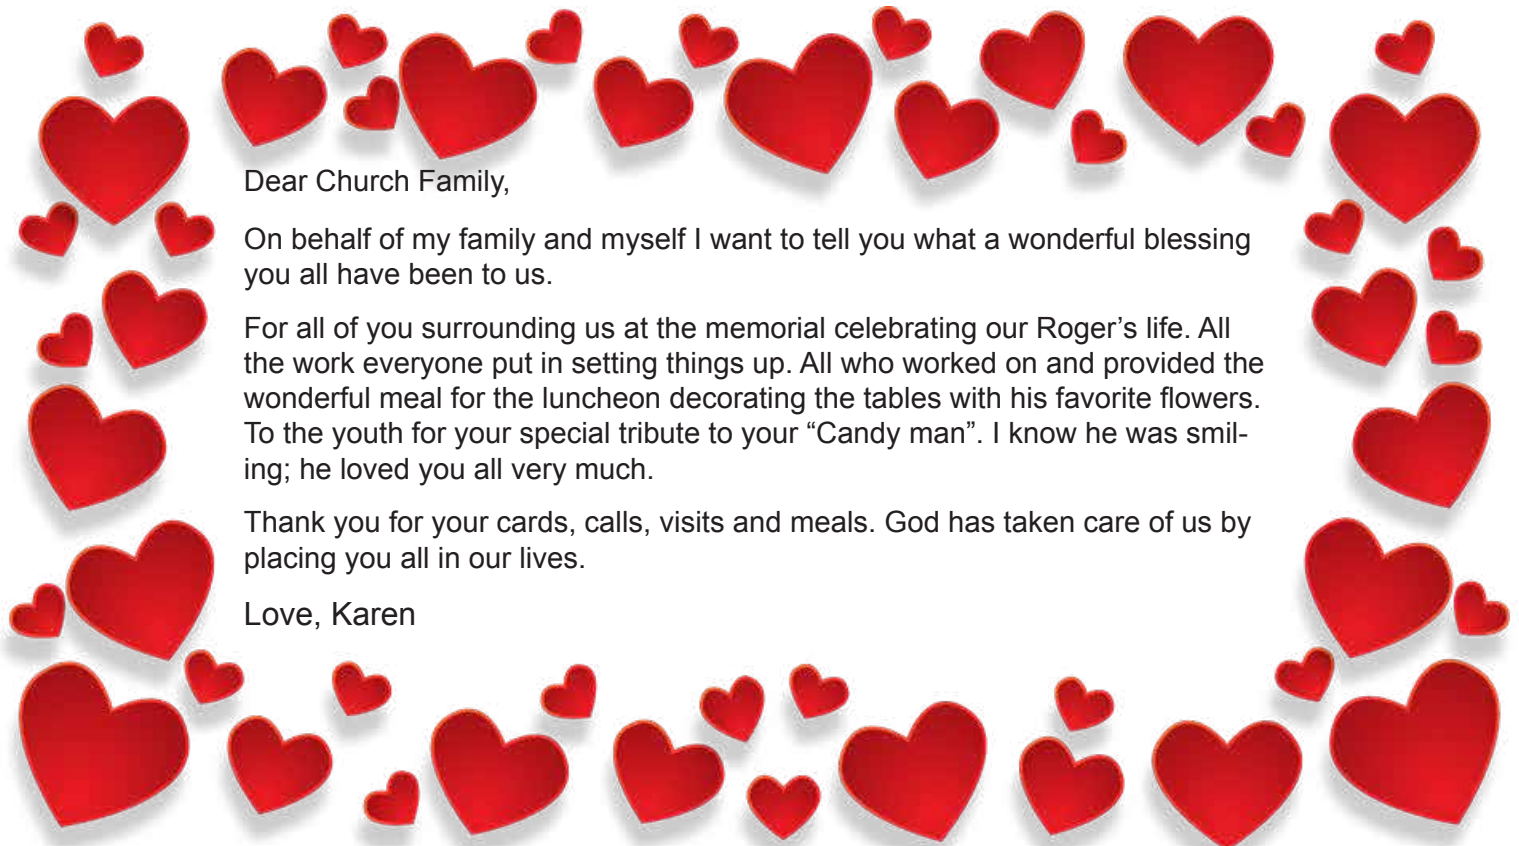 Dear Church Family,
On behalf of my family and myself I want to tell you what a wonderful blessing
you all have been to us.
For all of you surrounding us at the memorial celebrating our Roger’s life. All
the work everyone put in setting things up. All who worked on and provided the
wonderful meal for the luncheon decorating the tables with his favorite flowers.
To the youth for your special tribute to your “Candy man”. I know he was smil-
ing; he loved you all very much.
Thank you for your cards, calls, visits and meals. God has taken care of us by
placing you all in our lives.
Love, Karen